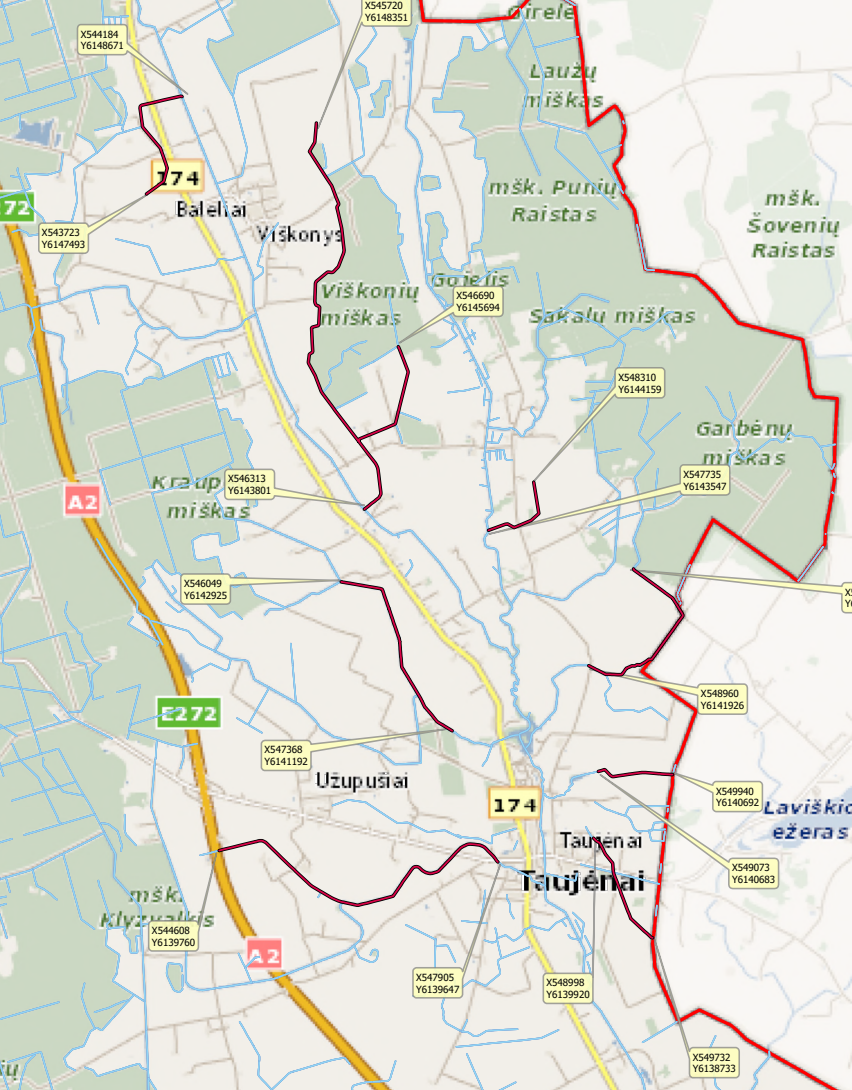 X545720
Y6148351
Girelė
X544184
Y6148671
Laužų
miškas
174
mšk. Punių
Raistas
mšk.
Šovenių
Raistas
72
Baleliai
X543723
Y6147493
Viškonys
Gojelis
Viškonių
miškas
X546690
Y6145694
Sakalų miškas
X548310
Y6144159
Garbėnų
miškas
A2
Kraup
miškas
X546313
Y6143801
X547735
Y6143547
X546049
Y6142925
E272
X548960
Y6141926
X547368
Y6141192
Užupušiai
174
X549940
Y6140692
Laviškio
ežeras
Taujėnai
X549073
Y6140683
Taujėnai
mšk.
Klyzvalkis
X544608
Y6139760
A2
X547905
Y6139647
X548998
Y6139920
X549732
Y6138733